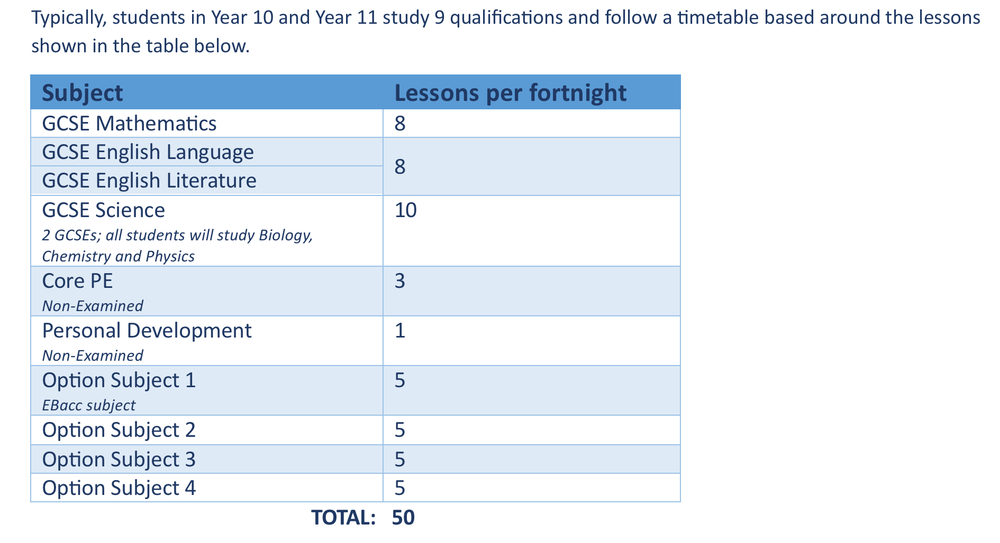 Typically, students in Year 10 and Year 11 study 9 qualifications and follow a timetable based around the lessons
shown in the table below.
Subject Lessons per fortnight
GCSE Mathematics 8
GCSE English Language
8
GCSE English Literature
GCSE Science 10
2 GCSEs; all students will study Biology,
Chemistry and Physics
Core PE 3
Non-Examined
Personal Development 1
Non-Examined
Option Subject 1 5
EBacc subject
Option Subject 2 5
Option Subject 3 5
Option Subject 4 5
TOTAL: 50